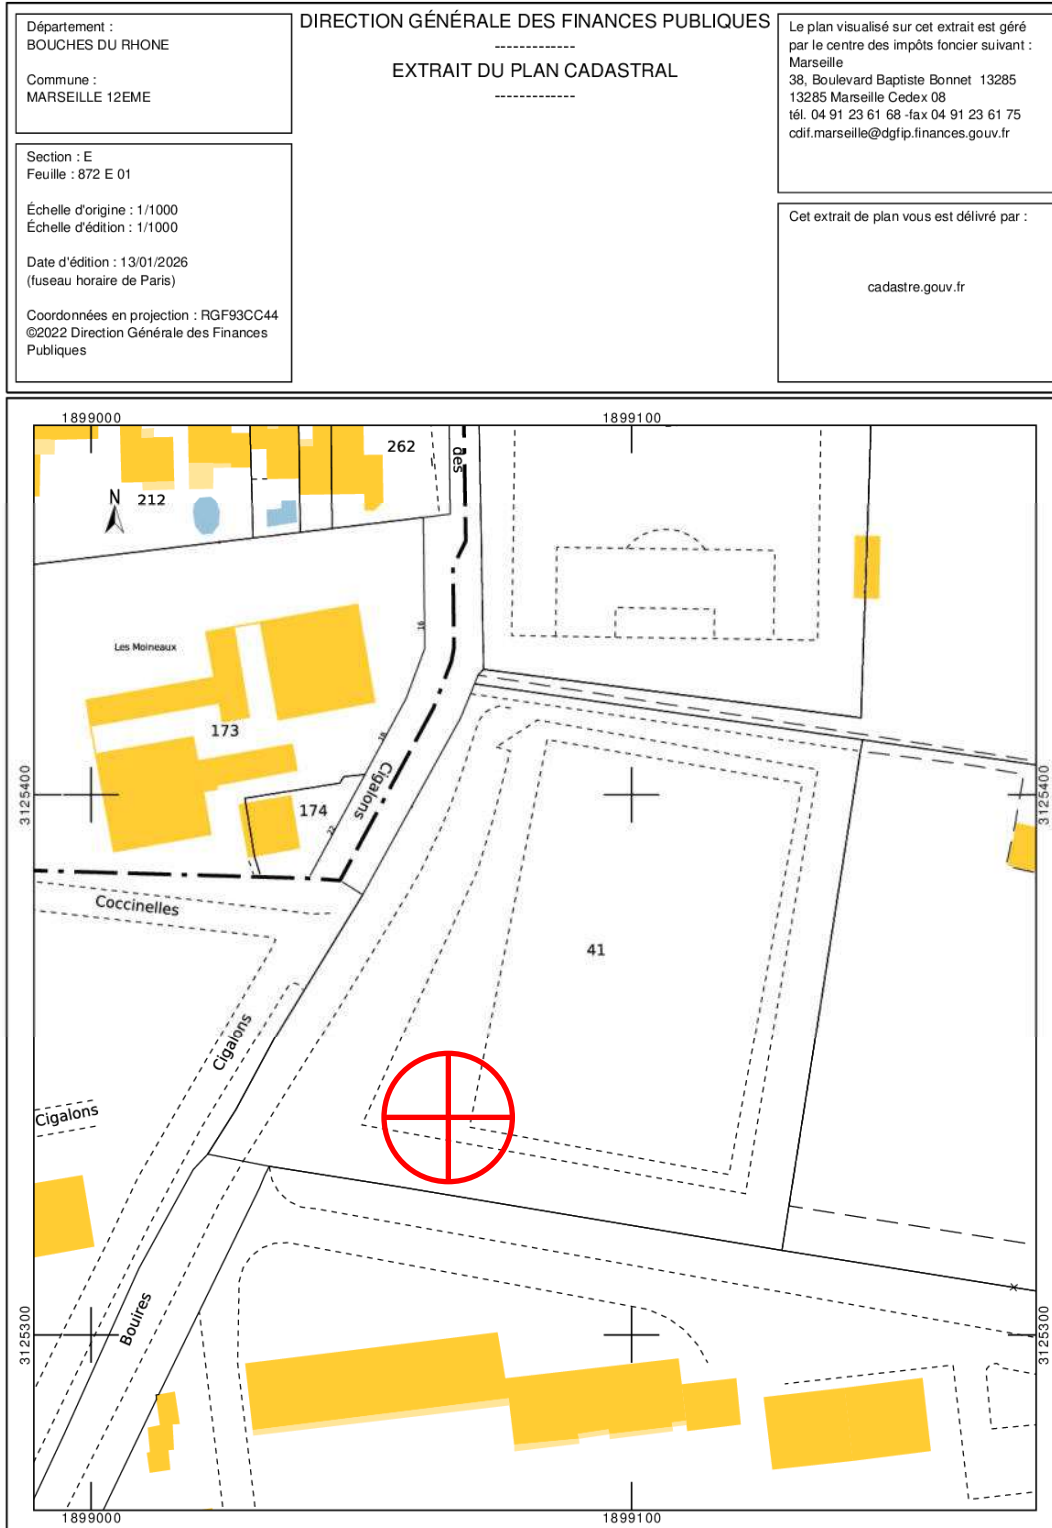 Département :
BOUCHES DU RHONE
Commune :
MARSEILLE 12EME
Section : E
Feuille : 872 E 01
Échelle d'origine : 1/1000
Échelle d'édition : 1/1000
Date d'édition : 13/01/2026
(fuseau horaire de Paris)
Coordonnées en projection : RGF93CC44
©2022 Direction Générale des Finances
Publiques
DIRECTION GÉNÉRALE DES FINANCES PUBLIQUES
-------------
EXTRAIT DU PLAN CADASTRAL
-------------
Le plan visualisé sur cet extrait est géré
par le centre des impôts foncier suivant :
Marseille
38, Boulevard Baptiste Bonnet 13285
13285 Marseille Cedex 08
tél. 04 91 23 61 68 -fax 04 91 23 61 75
cdif.marseille@dgfip.finances.gouv.fr
Cet extrait de plan vous est délivré par :
cadastre.gouv.fr
1899000
1899100
262
des
N
212
16
Les Moineaux
173
18
Cigalons
174
22
3125400
3125400
Coccinelles
41
Cigalons
Cigalons
Bouires
3125300
3125300
1899000
1899100